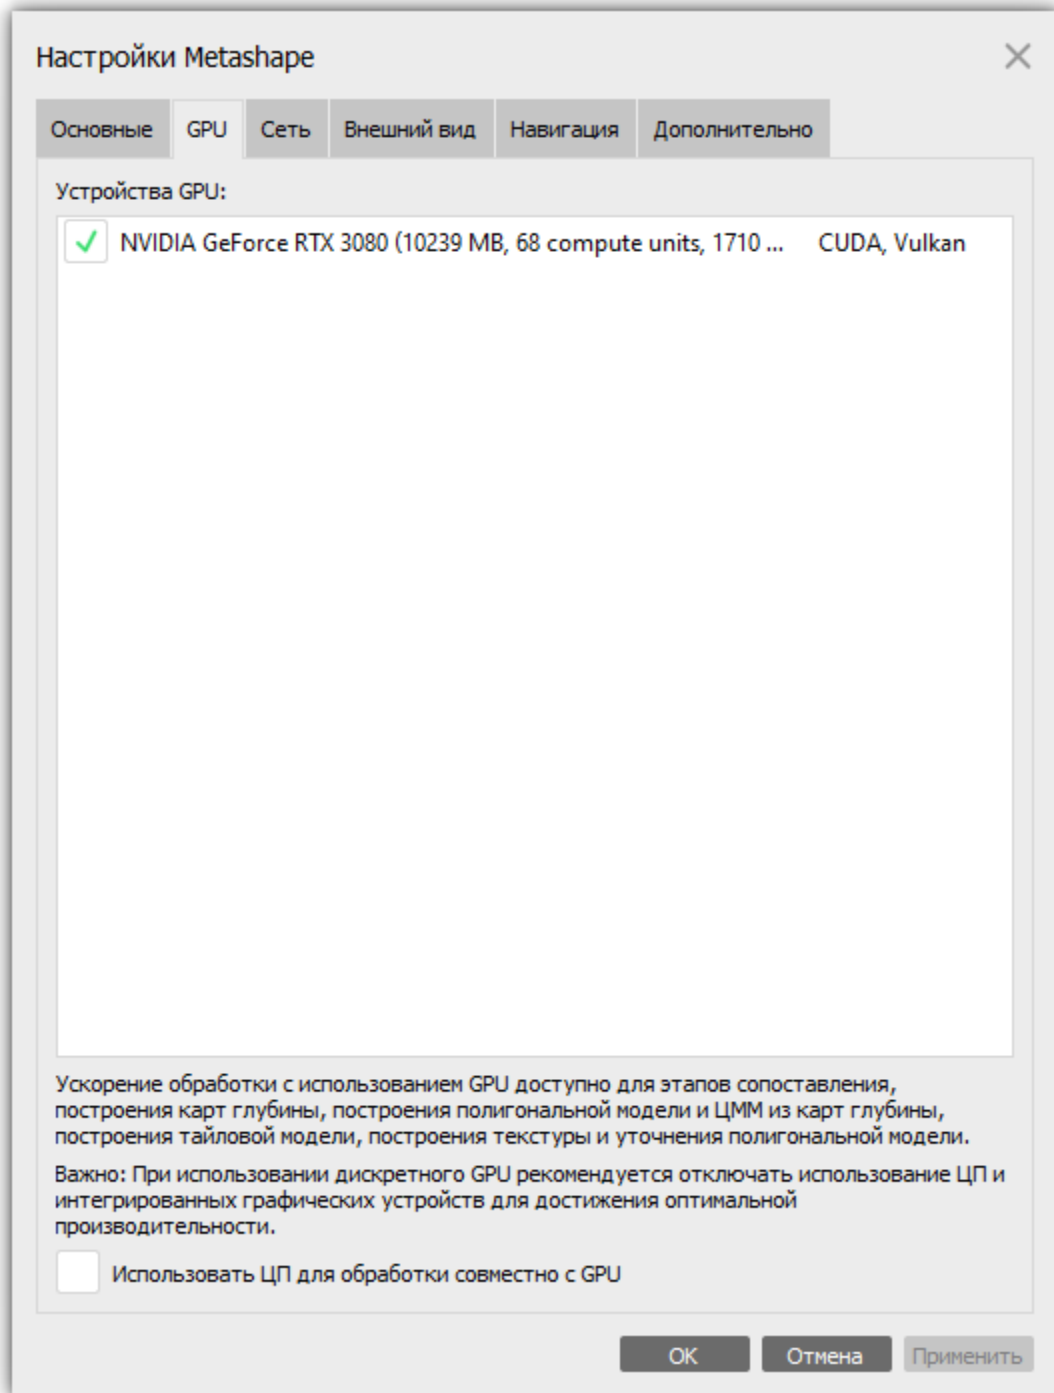 Настройки Metashape
Основные GPU Сеть Внешний вид Навигация Дополнительно
Устройства GPU:
NVIDIA GeForce RTX 3080 (10239 MB, 68 compute units, 1710 ... CUDA, Vulkan
Ускорение обработки с использованием GPU доступно для этапов сопоставления,
построения карт глубины, построения полигональной модели и ЦММ из карт глубины,
построения тайловой модели, построения текстуры и уточнения полигональной модели.
Важно: При использовании дискретного GPU рекомендуется отключать использование ЦП и
интегрированных графических устройств для достижения оптимальной
производительности.
Использовать ЦП для обработки совместно с GPU
OK Отмена Применить